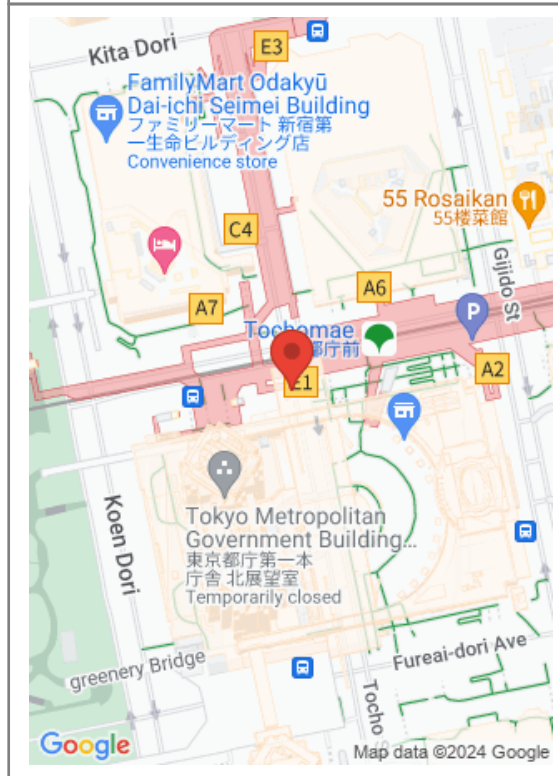 Kita Dori
E3
FamilyMart Odakyū
Dai-ichi Seimei Building
ファミリーマート 新宿第
一生命ビルディング店
Convenience store
55 Rosaikan
55楼菜館
C4
Gijido St
A7
A6
P
Tochomae
都庁前
E1
A2
Tokyo Metropolitan
Government Building...
東京都庁第一本
庁舎 北展望室
Temporarily closed
Koen Dori
greenery Bridge
Fureai-dori Ave
Tocho S
Google
Map data ©2024 Google